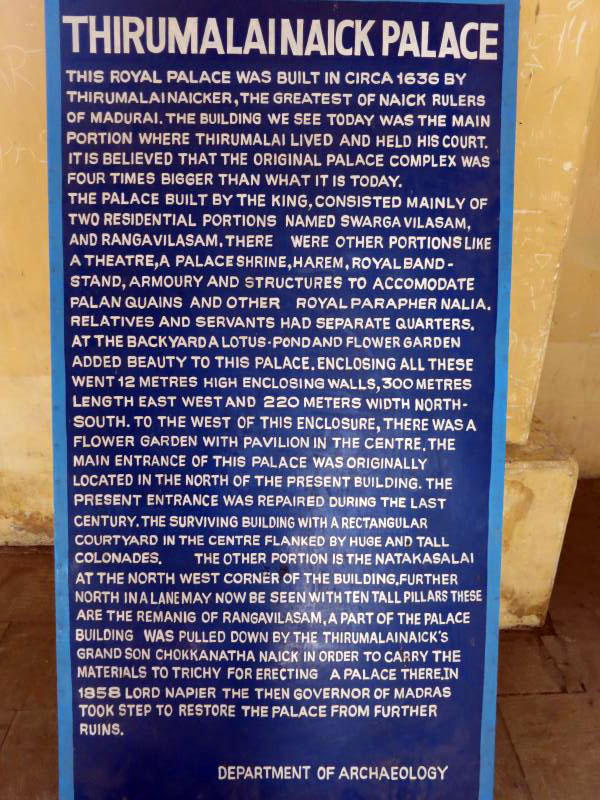 THIRUMALAI NAICK PALACE
THIS ROYAL PALACE WAS BUILT IN CIRCA 1636 BY
THIRUMALAI NAICKER, THE GREATEST OF NAICK RULERS
OF MADURAI. THE BUILDING WE SEE TODAY WAS THE MAIN
PORTION WHERE THIRUMALAI LIVED AND HELD HIS COURT.
IT IS BELIEVED THAT THE ORIGINAL PALACE COMPLEX WAS
FOUR TIMES BIGGER THAN WHAT IT IS TODAY.
THE PALACE BUILT BY THE KING, CONSISTED MAINLY OF
TWO RESIDENTIAL PORTIONS NAMED SWARGA VILASAM,
AND RANGAVILASAM. THERE WERE OTHER PORTIONS LIKE
A THEATRE, A PALACE SHRINE, HAREM, ROYAL BAND-
STAND, ARMOURY AND STRUCTURES TO ACCOMODATE
PALAN QUAINS AND OTHER ROYAL PARAPHER NALIA.
RELATIVES AND SERVANTS HAD SEPARATE QUARTERS.
AT THE BACKYARD A LOTUS-POND AND FLOWER GARDEN
ADDED BEAUTY TO THIS PALACE. ENCLOSING ALL THESE
WENT 12 METRES HIGH ENCLOSING WALLS, 300 METRES
LENGTH EAST WEST AND 220 METERS WIDTH NORTH-
SOUTH. TO THE WEST OF THIS ENCLOSURE, THERE WAS A
FLOWER GARDEN WITH PAVILION IN THE CENTRE. THE
MAIN ENTRANCE OF THIS PALACE WAS ORIGINALLY
LOCATED IN THE NORTH OF THE PRESENT BUILDING. THE
PRESENT ENTRANCE WAS REPAIRED DURING THE LAST
CENTURY. THE SURVIVING BUILDING WITH A RECTANGULAR
COURTYARD IN THE CENTRE FLANKED BY HUGE AND TALL
COLONADES. THE OTHER PORTION IS THE NATAKASALAI
AT THE NORTH WEST CORNER OF THE BUILDING. FURTHER
NORTH IN A LANE MAY NOW BE SEEN WITH TEN TALL PILLARS THESE
ARE THE REMANIG OF RANGAVILASAM, A PART OF THE PALACE
BUILDING WAS PULLED DOWN BY THE THIRUMALAI NAICK'S
GRAND SON CHOKKANATHA NAICK IN ORDER TO CARRY THE
MATERIALS TO TRICHY FOR ERECTING A PALACE THERE. IN
1858 LORD NAPIER THE THEN GOVERNOR OF MADRAS
TOOK STEP TO RESTORE THE PALACE FROM FURTHER
RUINS.
DEPARTMENT OF ARCHAEOLOGY